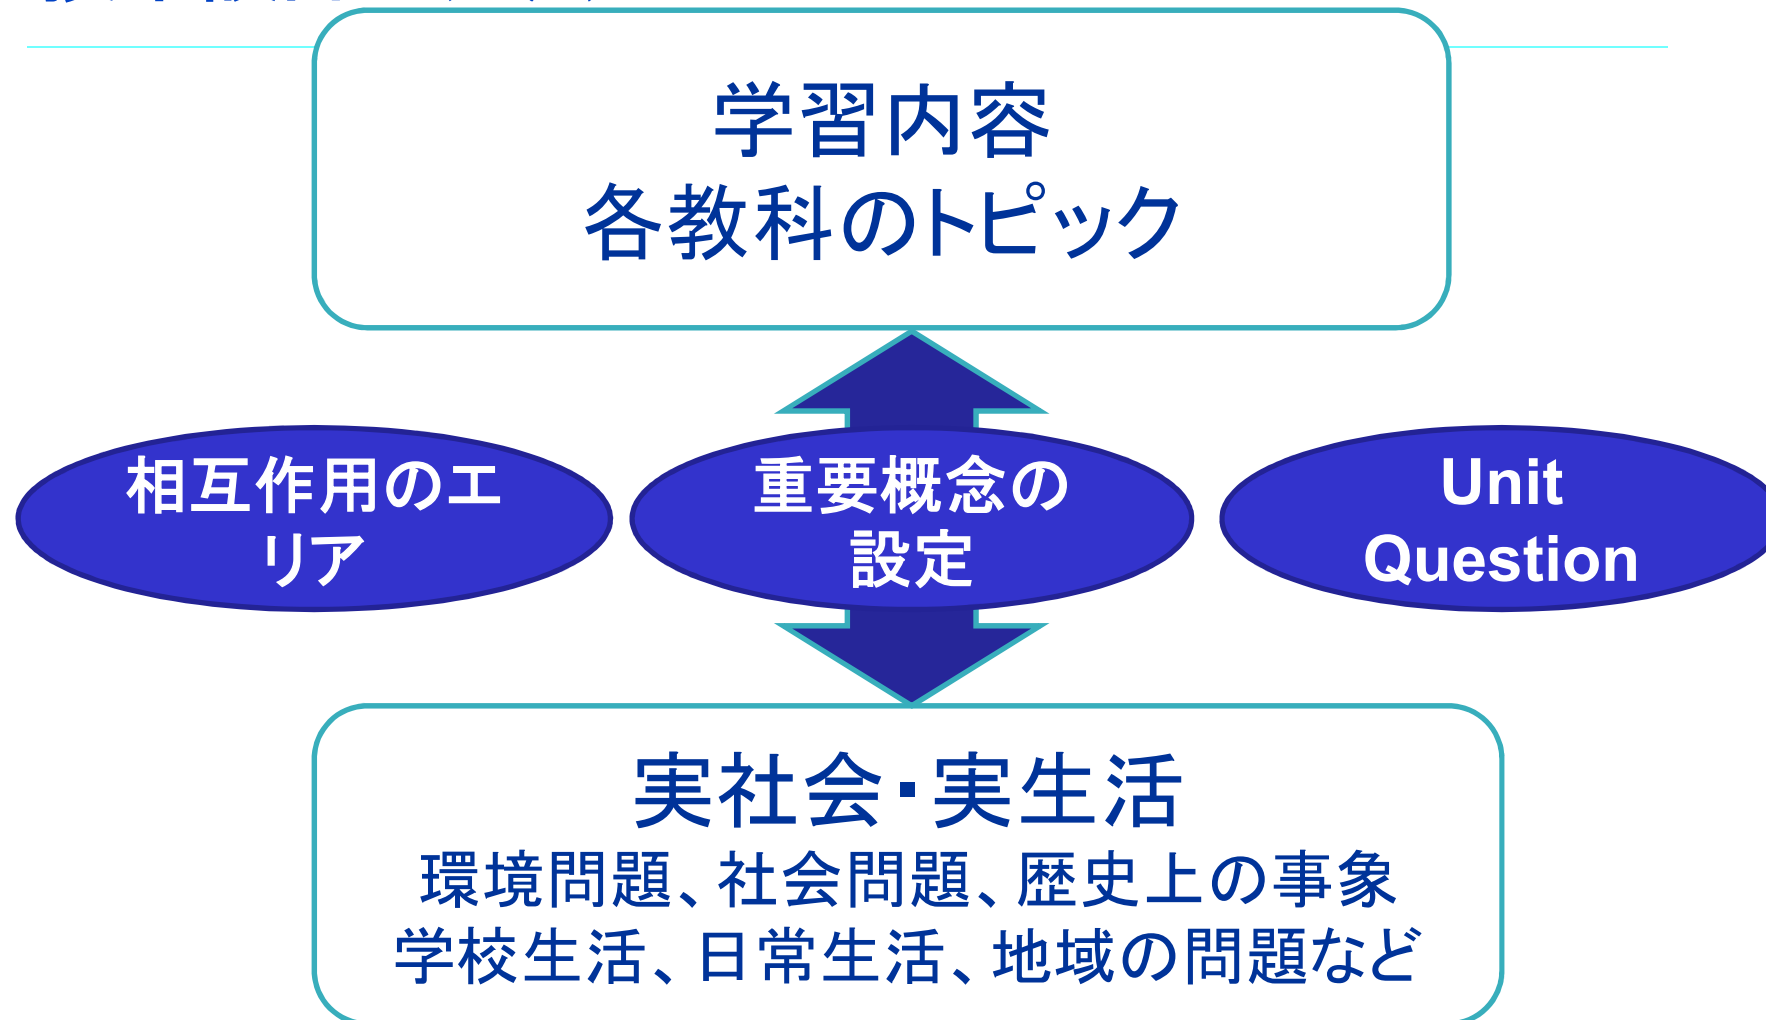 学習内容
各教科のトピック
相互作用のエ
リア
重要概念の
設定
Unit
Question
実社会・実生活
環境問題、社会問題、歴史上の事象
学校生活、日常生活、地域の問題など